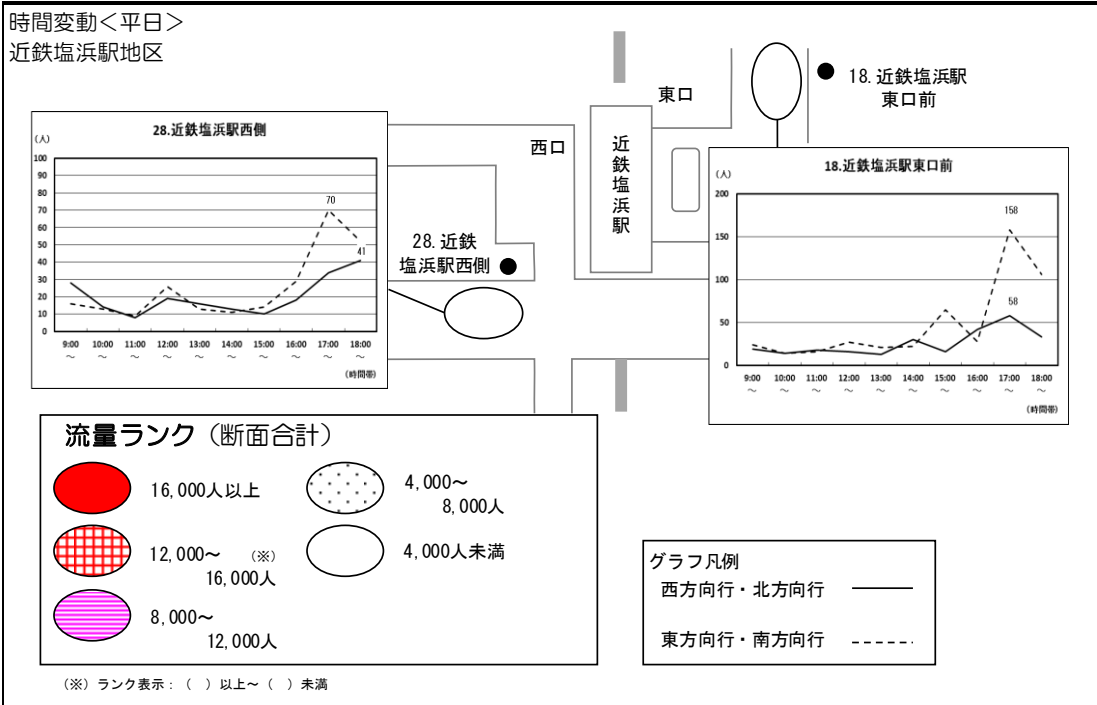 時間変動<平日>
近鉄塩浜駅地区
28.近鉄塩浜駅西側
(人)
100
90
80
70
60
50
40
30
20
10
0
70
41
9:00 10:00 11:00 12:00 13:00 14:00 15:00 16:00 17:00 18:00
~ ~ ~ ~ ~ ~ ~ ~ ~ ~
(時間帯)
西口
近鉄塩浜駅
東口
28.近鉄
塩浜駅西側
18.近鉄塩浜駅
東口前
18.近鉄塩浜駅東口前
(人)
200
150
100
50
0
158
58
9:00 10:00 11:00 12:00 13:00 14:00 15:00 16:00 17:00 18:00
~ ~ ~ ~ ~ ~ ~ ~ ~ ~
(時間帯)
流量ランク(断面合計)
16,000人以上
12,000~ (※)
16,000人
8,000~
12,000人
4,000~
8,000人
4,000人未満
(※)ランク表示:( )以上~( )未満
グラフ凡例
西方向行・北方向行
東方向行・南方向行